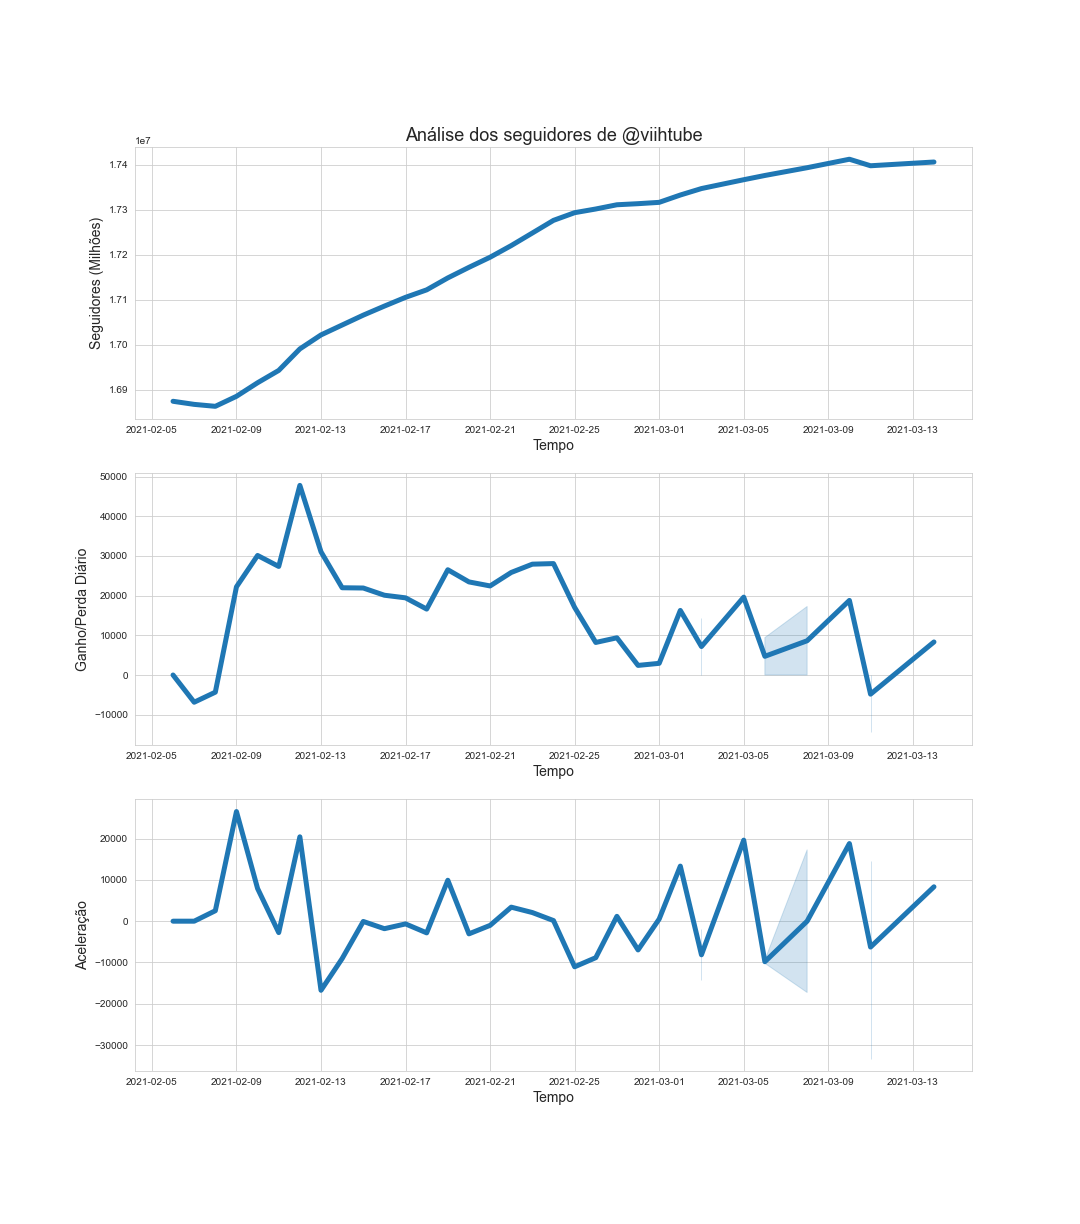 Análise dos seguidores de @viihtube
1e7
1.74
1.73
1.72
1.71
1.70
1.69
Seguidores (Milhões)
2021-02-05 2021-02-09 2021-02-13 2021-02-17 2021-02-21 2021-02-25 2021-03-01 2021-03-05 2021-03-09 2021-03-13
Tempo
50000
40000
30000
20000
10000
0
−10000
Ganho/Perda Diário
2021-02-05 2021-02-09 2021-02-13 2021-02-17 2021-02-21 2021-02-25 2021-03-01 2021-03-05 2021-03-09 2021-03-13
Tempo
20000
10000
0
−10000
−20000
−30000
Aceleração
2021-02-05 2021-02-09 2021-02-13 2021-02-17 2021-02-21 2021-02-25 2021-03-01 2021-03-05 2021-03-09 2021-03-13
Tempo